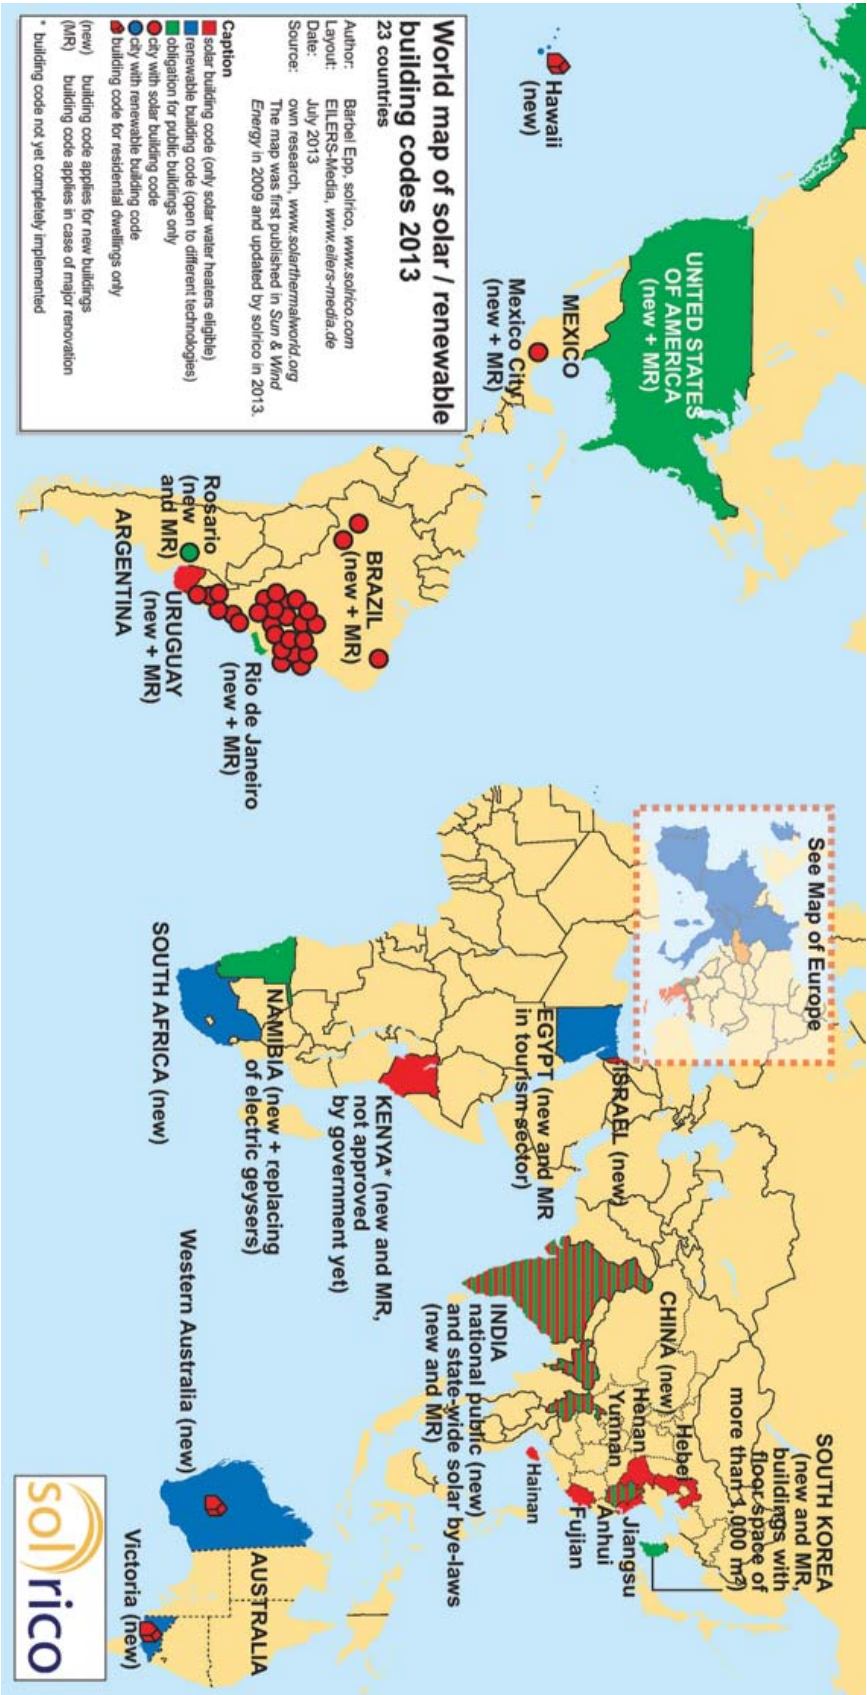 World map of solar / renewable
building codes 2013
23 countries
Author: Bärbel Epp, solrico, www.solrico.com
Layout: EILERS-Media, www.eilers-media.de
Date: July 2013
Source: own research, www.solarthermalworld.org
The map was first published in Sun & Wind
Energy in 2009 and updated by solrico in 2013.
Caption
solar building code (only solar water heaters eligible)
renewable building code (open to different technologies)
obligation for public buildings only
city with solar building code
city with renewable building code
building code for residential dwellings only
(new) building code applies for new buildings
(MR) building code applies in case of major renovation
* building code not yet completely implemented
Hawaii
(new)
UNITED STATES
OF AMERICA
(new + MR)
MEXICO
Mexico City
(new + MR)
BRAZIL
(new + MR)
Rosario
(new
and MR)
ARGENTINA
URUGUAY
(new + MR)
Rio de Janeiro
(new + MR)
See Map of Europe
ISRAEL (new)
EGYPT (new and MR
in tourism sector)
KENYA* (new and MR,
not approved
by government yet)
NAMIBIA (new + replacing
of electric geysers)
SOUTH AFRICA (new)
SOUTH KOREA
(new and MR,
buildings with
floor space of
more than 1,000 m²)
CHINA (new)
Hebei
Henan
Yunnan
Jiangsu
Anhui
Fujian
Hainan
INDIA
national public (new)
and state-wide solar bye-laws
(new and MR)
Western Australia (new)
AUSTRALIA
Victoria (new)
solrico